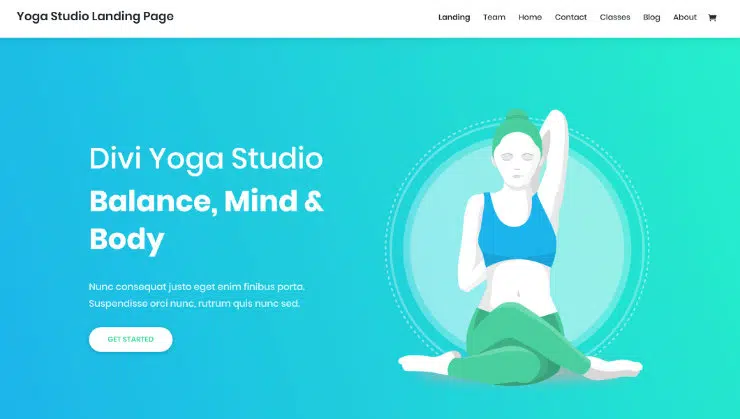 Yoga Studio Landing Page
Landing Team Home Contact Classes Blog About
Divi Yoga Studio
Balance, Mind &
Body
Nunc consequat justo eget enim finibus porta.
Suspendisse orci nunc, rutrum quis nunc sed.
GET STARTED